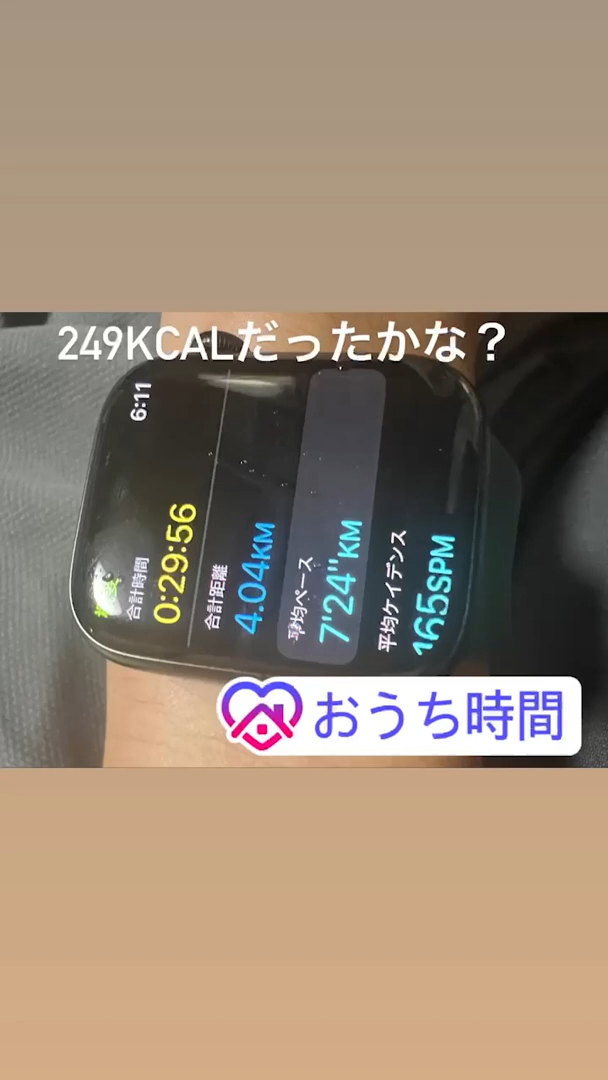 249KCALだったかな？
6:11
合計時間
0:29:56
合計距離
4.04KM
平均ペース
7'24"KM
平均ケイデンス
165SPM
おうち時間